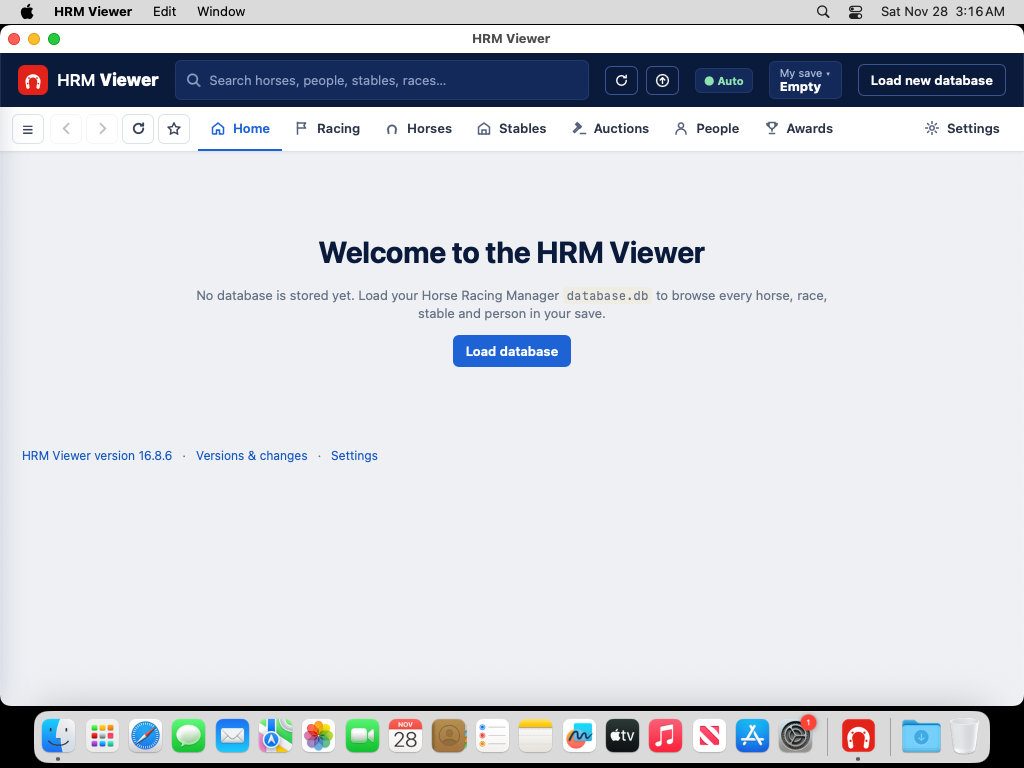 HRM Viewer Edit Window Sat Nov 28 3:16 AM
HRM Viewer
HRM Viewer Search horses, people, stables, races... Auto My save ▾ Load new database
Empty
Home Racing Horses Stables Auctions People Awards Settings
Welcome to the HRM Viewer
No database is stored yet. Load your Horse Racing Manager database.db to browse every horse, race,
stable and person in your save.
Load database
HRM Viewer version 16.8.6 · Versions & changes · Settings
NOV
28
tv
1